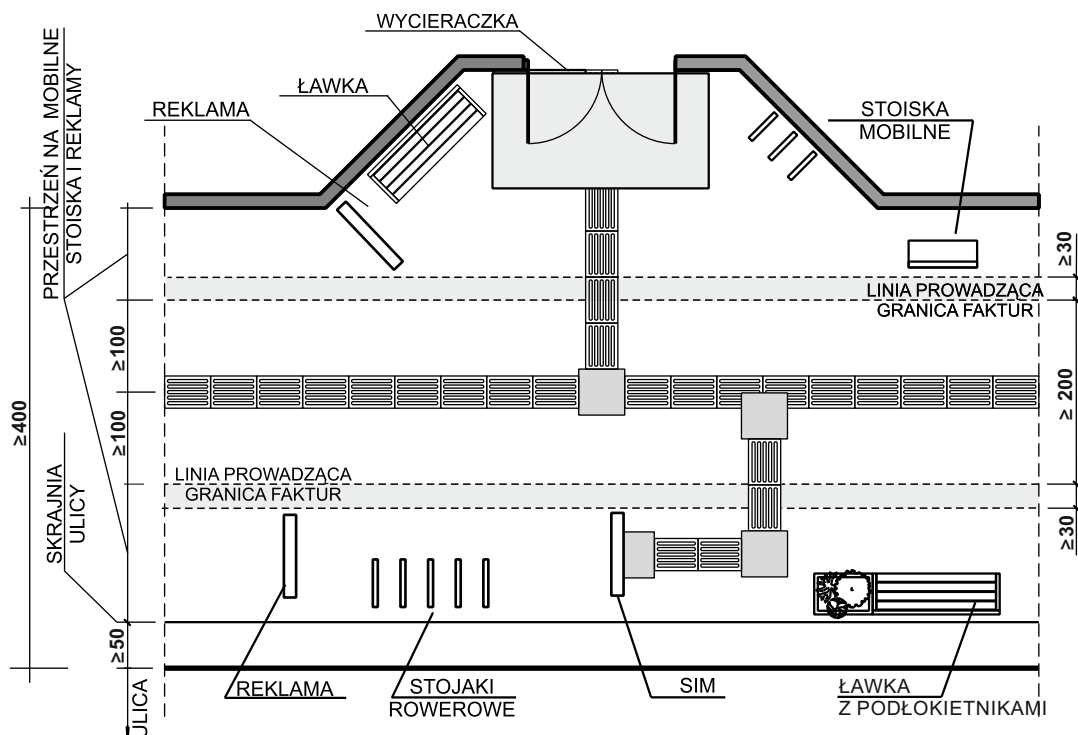 WYCIERACZKA
ŁAWKA
REKLAMA
STOISKA
MOBILNE
PRZESTRZEŃ NA MOBILNE
STOISKA I REKLAMY
≥30
LINIA PROWADZĄCA
GRANICA FAKTUR
≥100
≥400
≥100
≥200
LINIA PROWADZĄCA
GRANICA FAKTUR
SKRAJNIA
ULICY
≥30
≥50
ULICA
REKLAMA
STOJAKI
ROWEROWE
SIM
ŁAWKA
Z PODŁOKIETNIKAMI